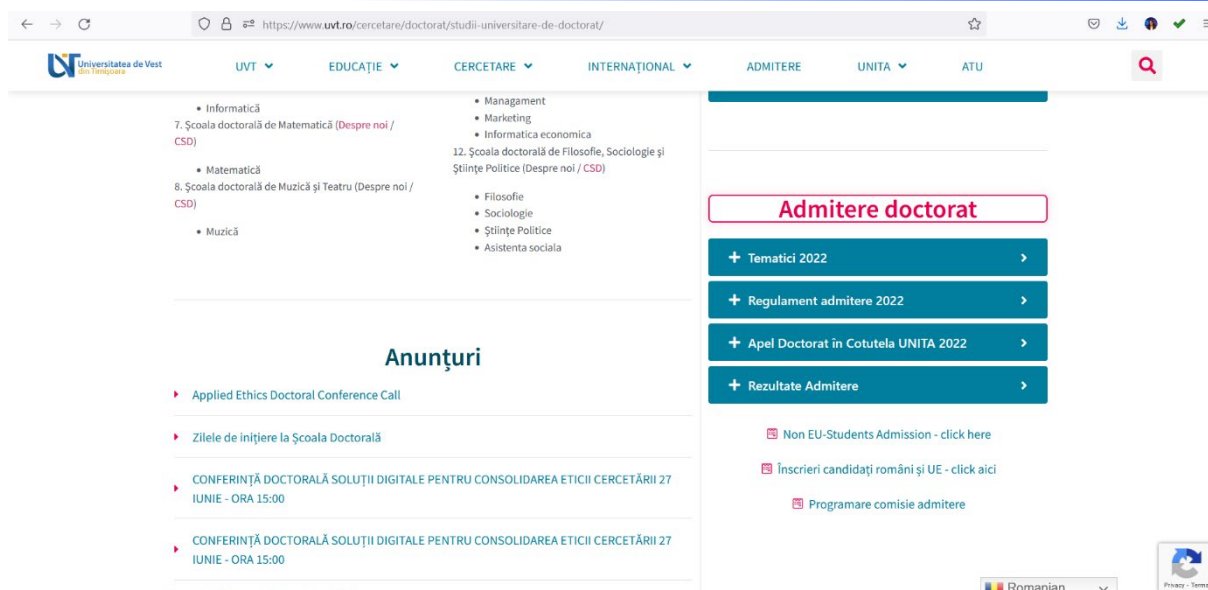 https://www.uvt.ro/cercetare/doctorat/studii-universitare-de-doctorat/
Universitatea de Vest
din Timișoara
UVT
EDUCAȚIE
CERCETARE
INTERNAȚIONAL
ADMITERE
UNITA
ATU
• Informatică
7. Școala doctorală de Matematică (Despre noi /
CSD)
• Matematică
8. Școala doctorală de Muzică și Teatru (Despre noi /
CSD)
• Muzică
• Managament
• Marketing
• Informatica economica
12. Școala doctorală de Filosofie, Sociologie și
Științe Politice (Despre noi / CSD)
• Filosofie
• Sociologie
• Științe Politice
• Asistenta sociala
Anunțuri
Applied Ethics Doctoral Conference Call
Zilele de inițiere la Școala Doctorală
CONFERINȚĂ DOCTORALĂ SOLUȚII DIGITALE PENTRU CONSOLIDAREA ETICII CERCETĂRII 27
IUNIE - ORA 15:00
CONFERINȚĂ DOCTORALĂ SOLUȚII DIGITALE PENTRU CONSOLIDAREA ETICII CERCETĂRII 27
IUNIE - ORA 15:00
Admitere doctorat
+ Tematici 2022
+ Regulament admitere 2022
+ Apel Doctorat în Cotutela UNITA 2022
+ Rezultate Admitere
Non EU-Students Admission - click here
Înscrieri candidați români și UE - click aici
Programare comisie admitere
Romanian
Privacy - Terms